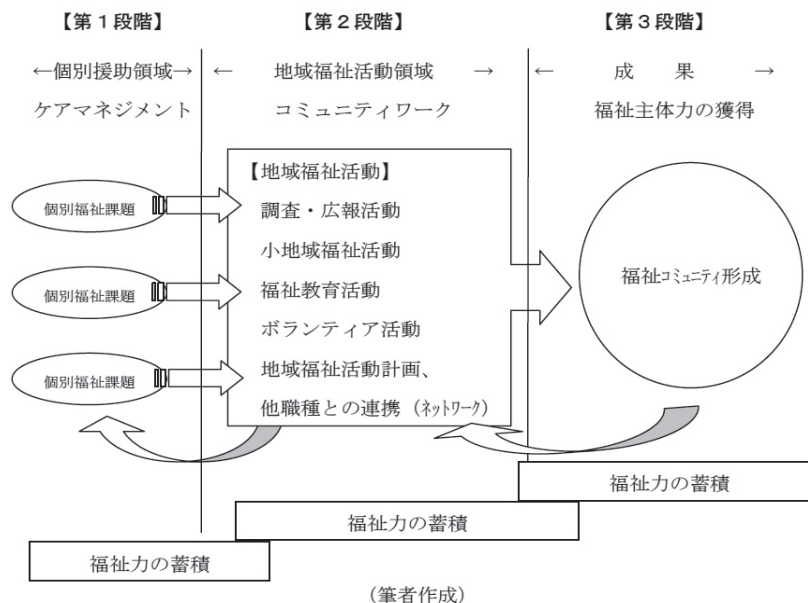 【第1段階】
【第2段階】
【第3段階】
←個別援助領域→
← 地域福祉活動領域 →
← 成 果 →
ケアマネジメント
コミュニティワーク
福祉主体力の獲得
【地域福祉活動】
調査・広報活動
小地域福祉活動
福祉教育活動
ボランティア活動
地域福祉活動計画、
他職種との連携（ネットワーク）
個別福祉課題
個別福祉課題
個別福祉課題
福祉コミュニティ形成
福祉力の蓄積
福祉力の蓄積
福祉力の蓄積
（筆者作成）